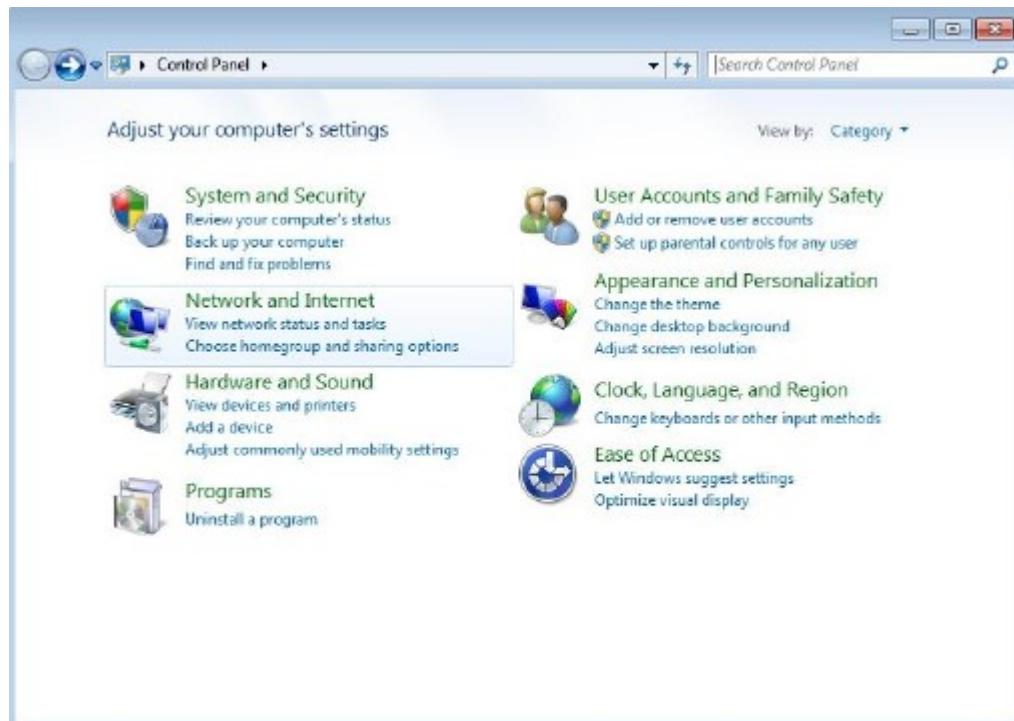 Control Panel
Search Control Panel
Adjust your computer's settings
View by: Category
System and Security
Review your computer's status
Back up your computer
Find and fix problems
Network and Internet
View network status and tasks
Choose homegroup and sharing options
Hardware and Sound
View devices and printers
Add a device
Adjust commonly used mobility settings
Programs
Uninstall a program
User Accounts and Family Safety
Add or remove user accounts
Set up parental controls for any user
Appearance and Personalization
Change the theme
Change desktop background
Adjust screen resolution
Clock, Language, and Region
Change keyboards or other input methods
Ease of Access
Let Windows suggest settings
Optimize visual display